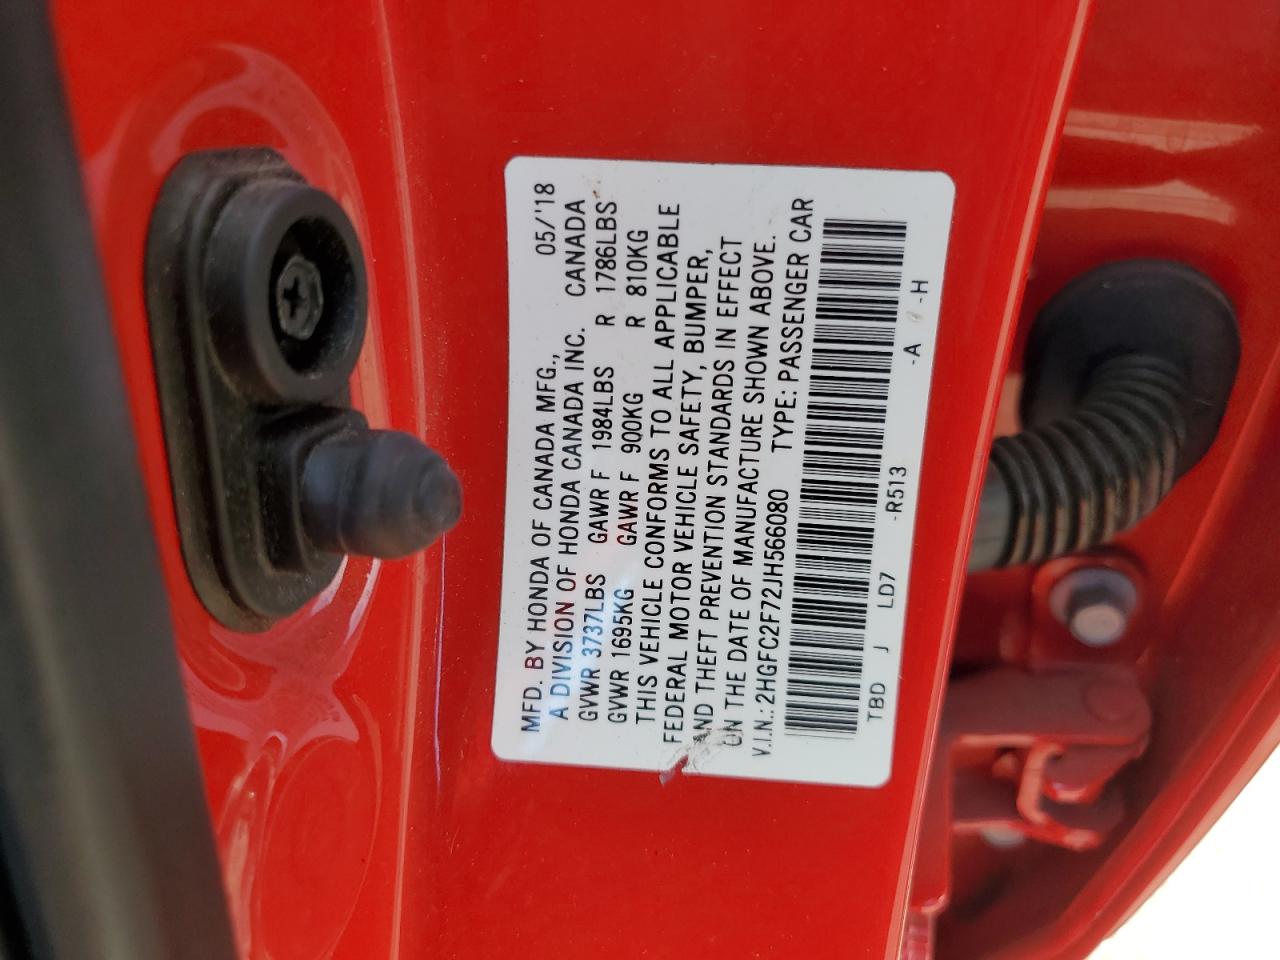 MFD. BY HONDA OF CANADA MFG., 05/'18
A DIVISION OF HONDA CANADA INC. CANADA
GVWR 3737LBS GAWR F 1984LBS R 1786LBS
GVWR 1695KG GAWR F 900KG R 810KG
THIS VEHICLE CONFORMS TO ALL APPLICABLE
FEDERAL MOTOR VEHICLE SAFETY, BUMPER,
AND THEFT PREVENTION STANDARDS IN EFFECT
ON THE DATE OF MANUFACTURE SHOWN ABOVE.
V.I.N.: 2HGFC2F72JH566080 TYPE: PASSENGER CAR
TBD J LD7 -R513 -A -H